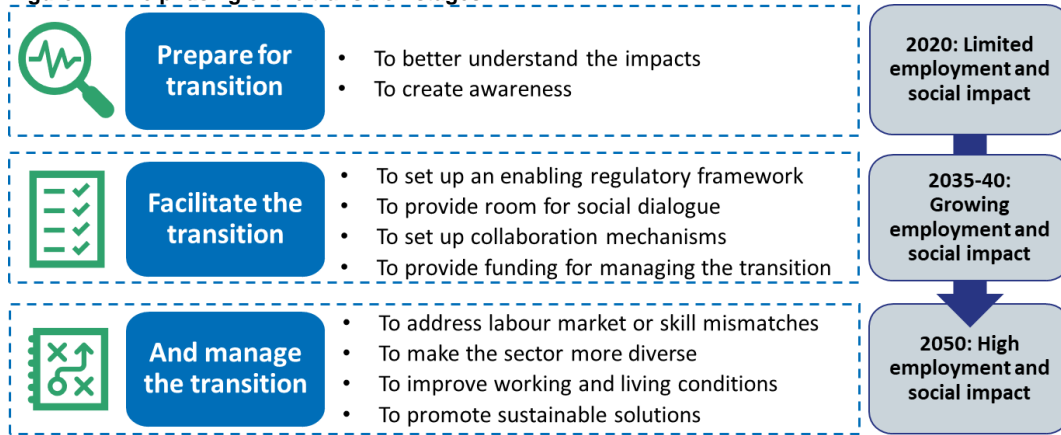 Prepare for
transition
• To better understand the impacts
• To create awareness
2020: Limited
employment and
social impact
Facilitate the
transition
• To set up an enabling regulatory framework
• To provide room for social dialogue
• To set up collaboration mechanisms
• To provide funding for managing the transition
2035-40:
Growing
employment and
social impact
And manage
the transition
• To address labour market or skill mismatches
• To make the sector more diverse
• To improve working and living conditions
• To promote sustainable solutions
2050: High
employment and
social impact